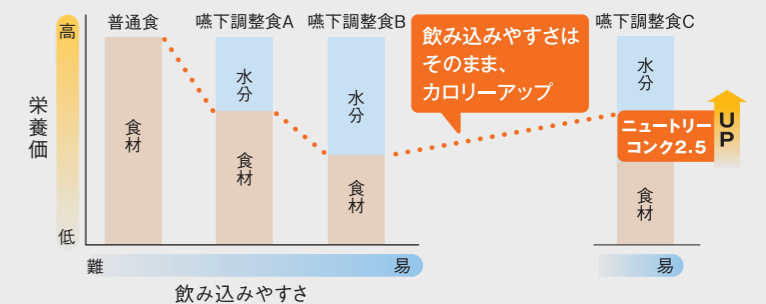 高
栄養価
低
普通食
食材
嚥下調整食A
水分
食材
嚥下調整食B
水分
食材
飲み込みやすさは
そのまま、
カロリーアップ
嚥下調整食C
水分
ニュートリー
コンク2.5
食材
UP
難
易
易
飲み込みやすさ